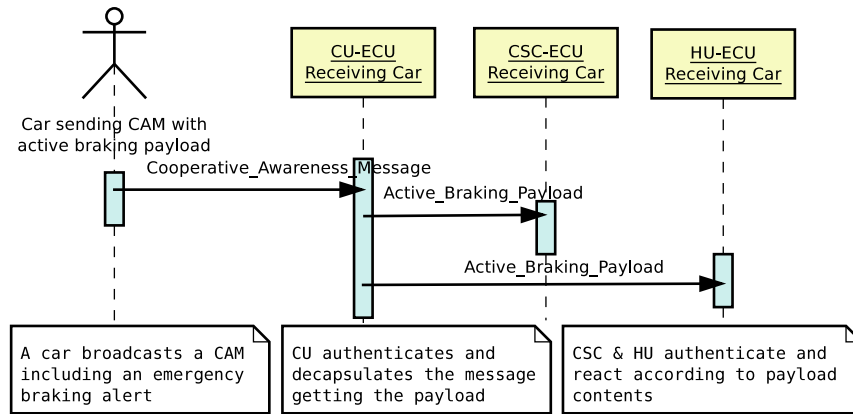 CU-ECU
Receiving Car
CSC-ECU
Receiving Car
HU-ECU
Receiving Car
Car sending CAM with
active braking payload
Cooperative_Awareness_Message
Active_Braking_Payload
Active_Braking_Payload
A car broadcasts a CAM
including an emergency
braking alert
CU authenticates and
decapsulates the message
getting the payload
CSC & HU authenticate and
react according to payload
contents